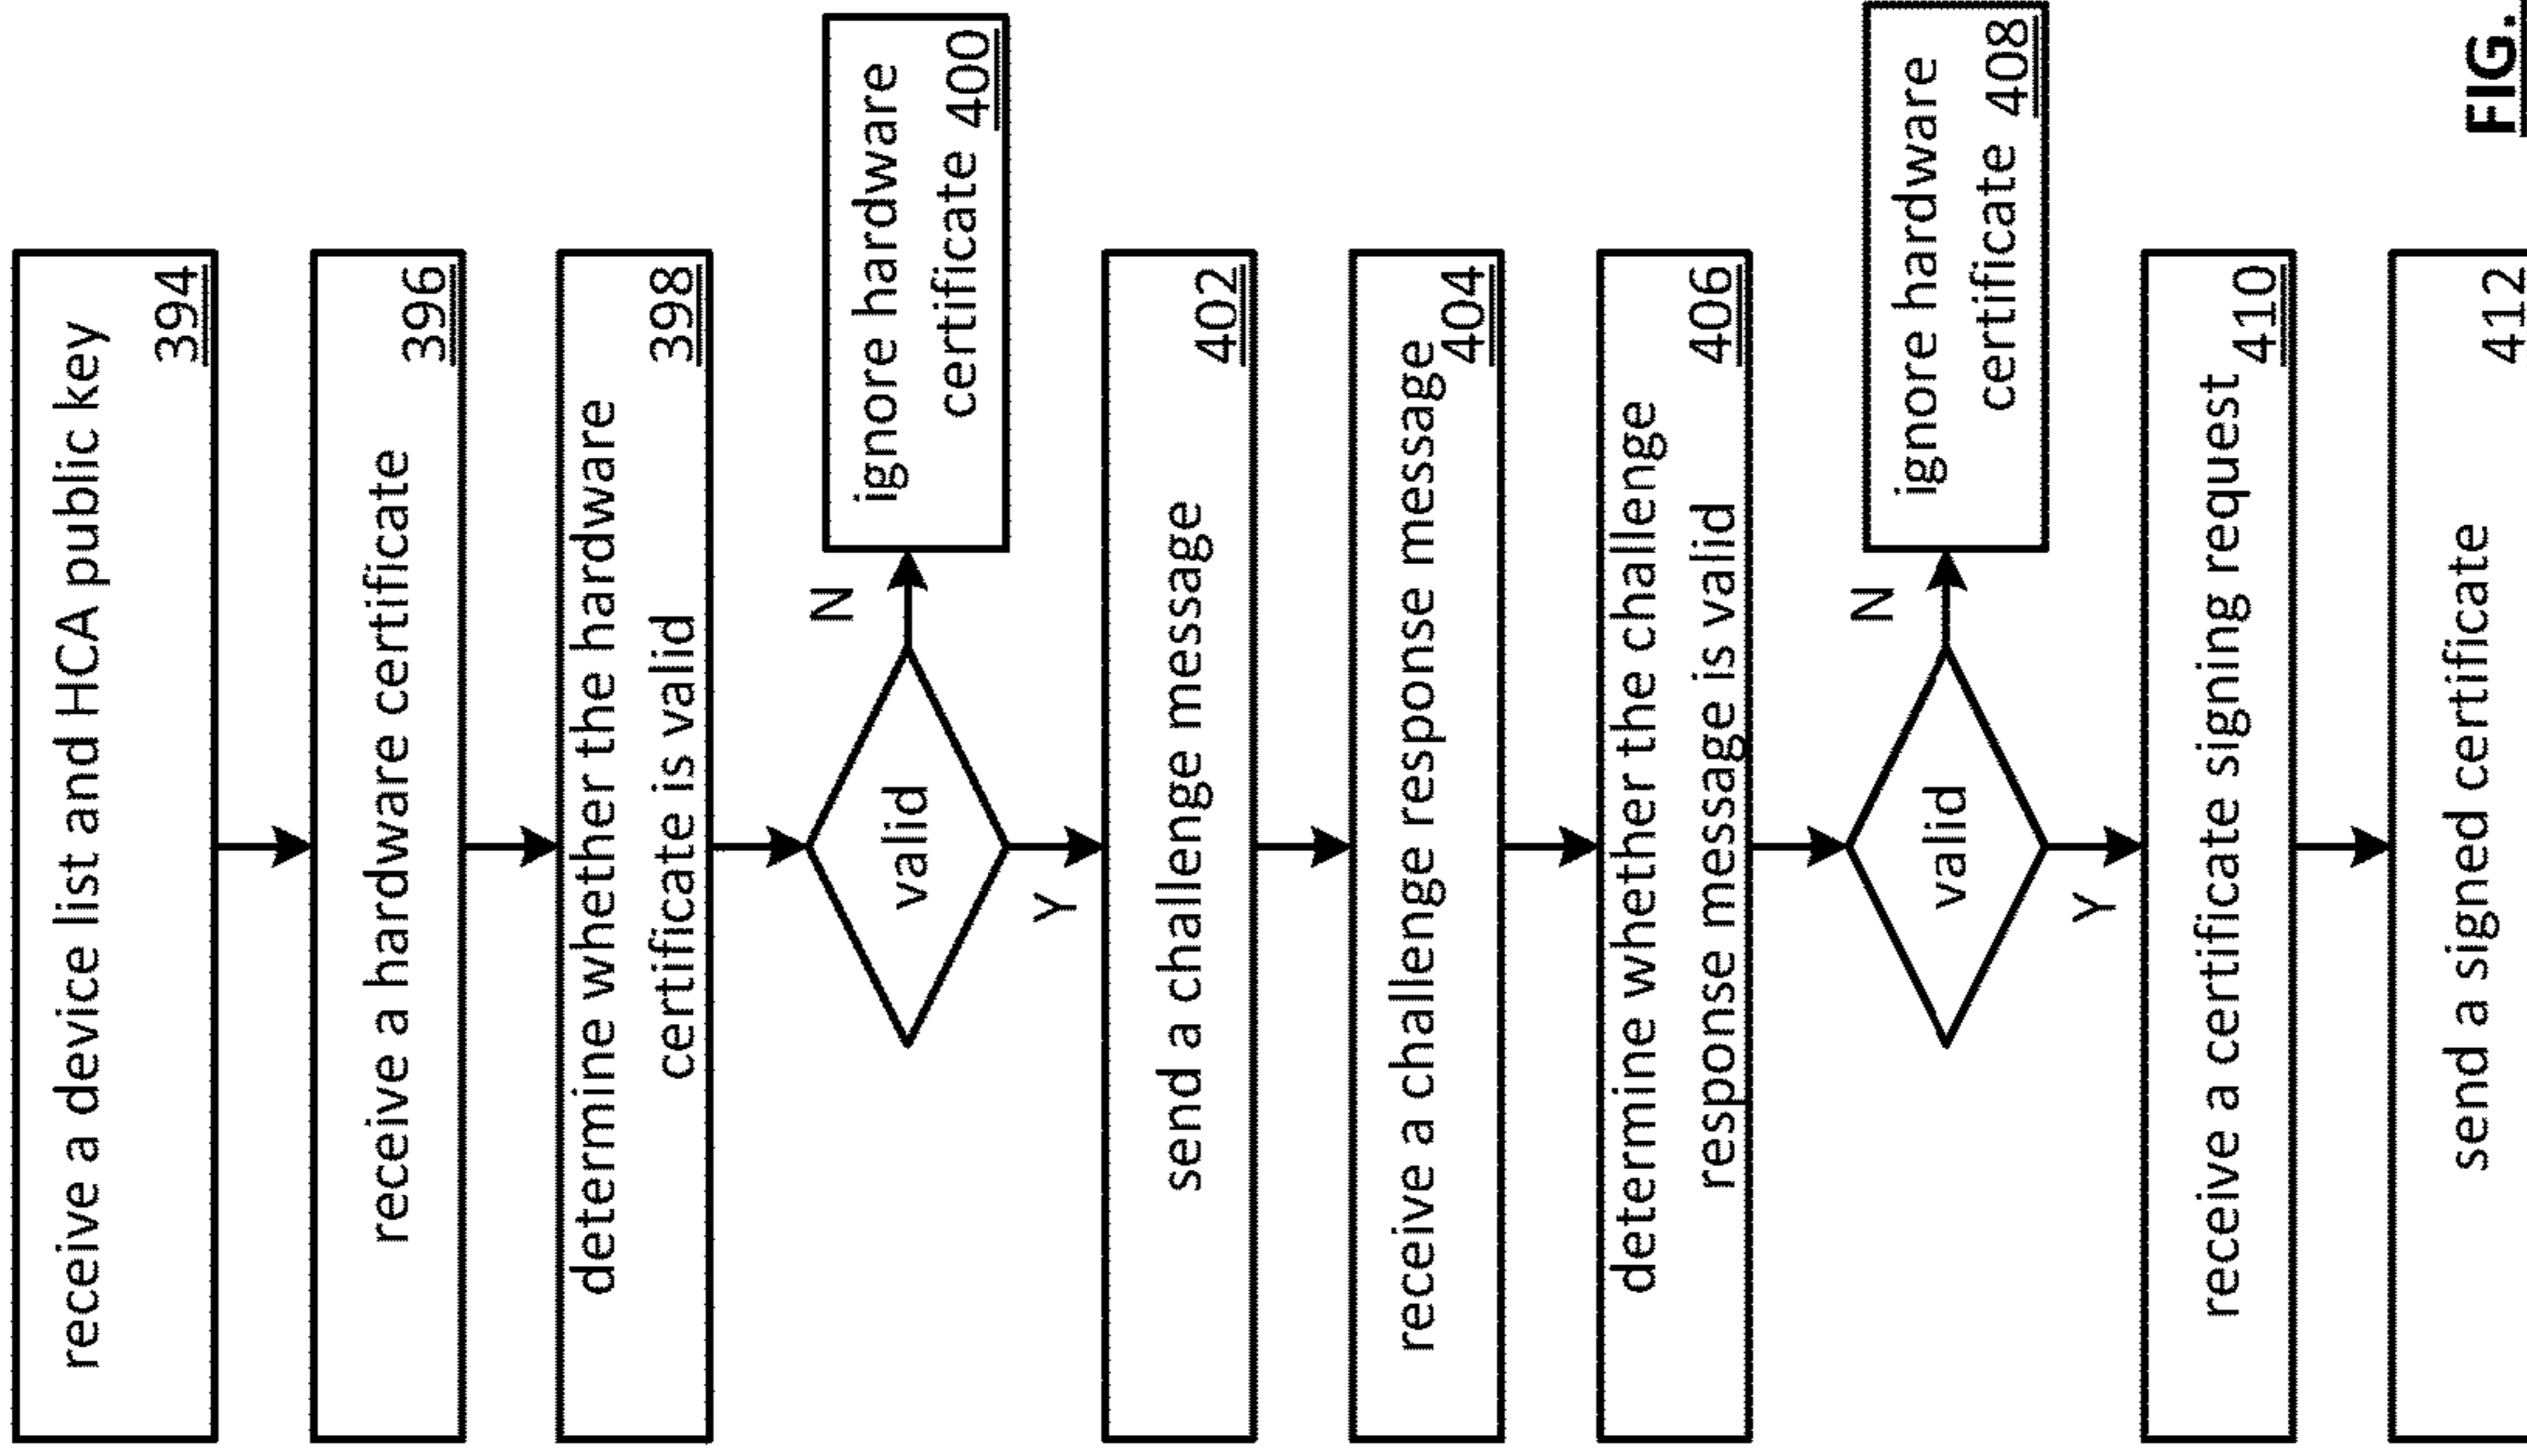 receive a device list and HCA public key
394
receive a hardware certificate
396
determine whether the hardware
certificate is valid
398
valid
N
ignore hardware
certificate 400
Y
send a challenge message
402
receive a challenge response message
404
determine whether the challenge
response message is valid
406
valid
N
ignore hardware
certificate 408
Y
receive a certificate signing request
410
send a signed certificate
412
FIG.